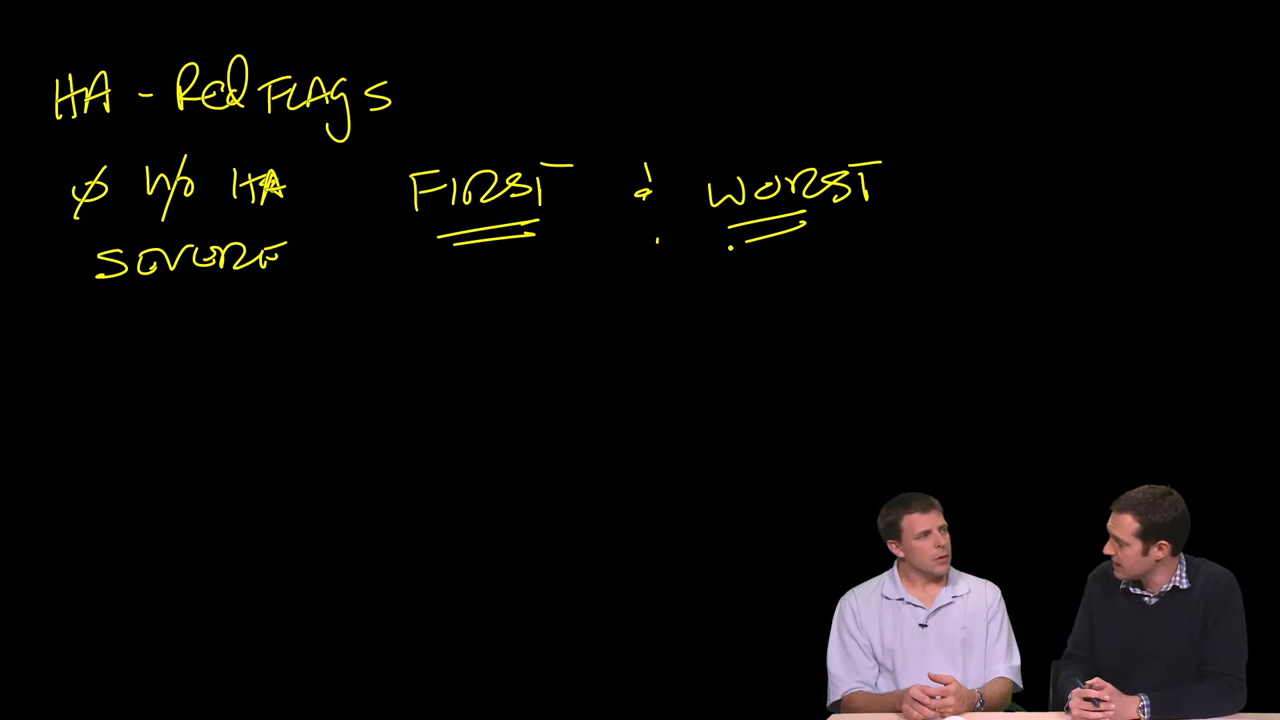 HA - Red FLAgS
∅ h/o HA FIRST & WORST
SEVERE